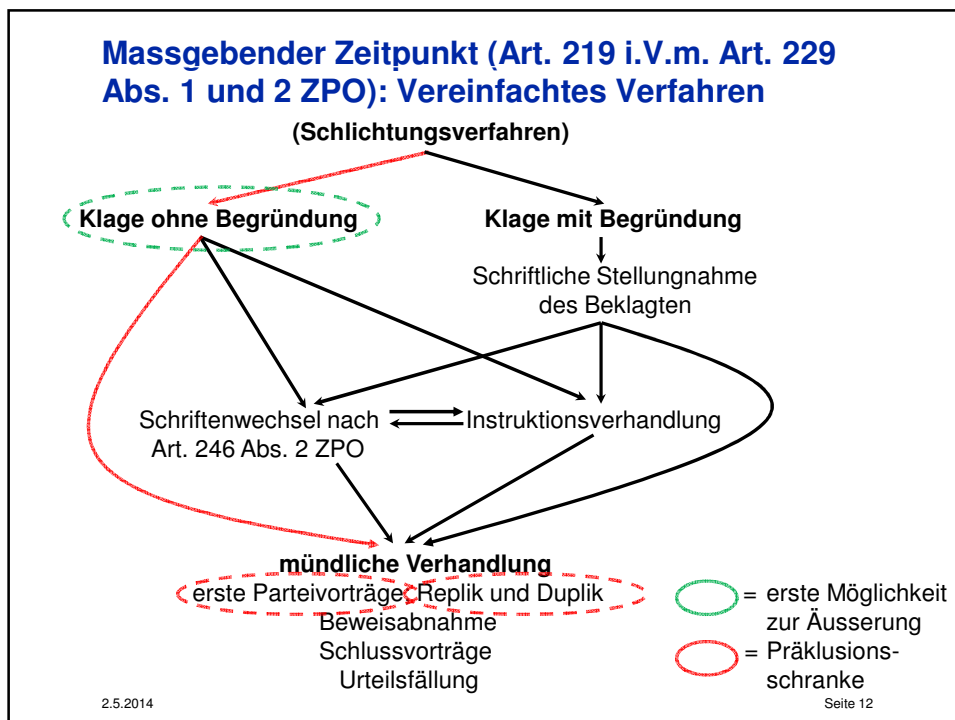 Massgebender Zeitpunkt (Art. 219 i.V.m. Art. 229
Abs. 1 und 2 ZPO): Vereinfachtes Verfahren
(Schlichtungsverfahren)
Klage ohne Begründung
Klage mit Begründung
Schriftliche Stellungnahme
des Beklagten
Schriftenwechsel nach
Art. 246 Abs. 2 ZPO
Instruktionsverhandlung
mündliche Verhandlung
erste Parteivorträge Replik und Duplik
Beweisabnahme
Schlussvorträge
Urteilsfällung
= erste Möglichkeit
zur Äusserung
= Präklusions-
schranke
2.5.2014
Seite 12